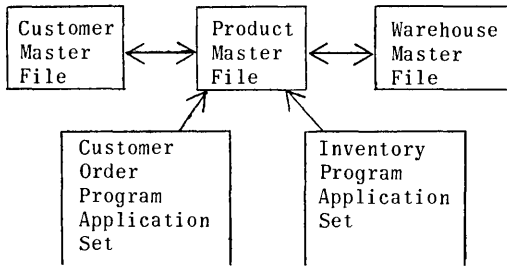 Customer
Master
File
Product
Master
File
Warehouse
Master
File
Customer
Order
Program
Application
Set
Inventory
Program
Application
Set